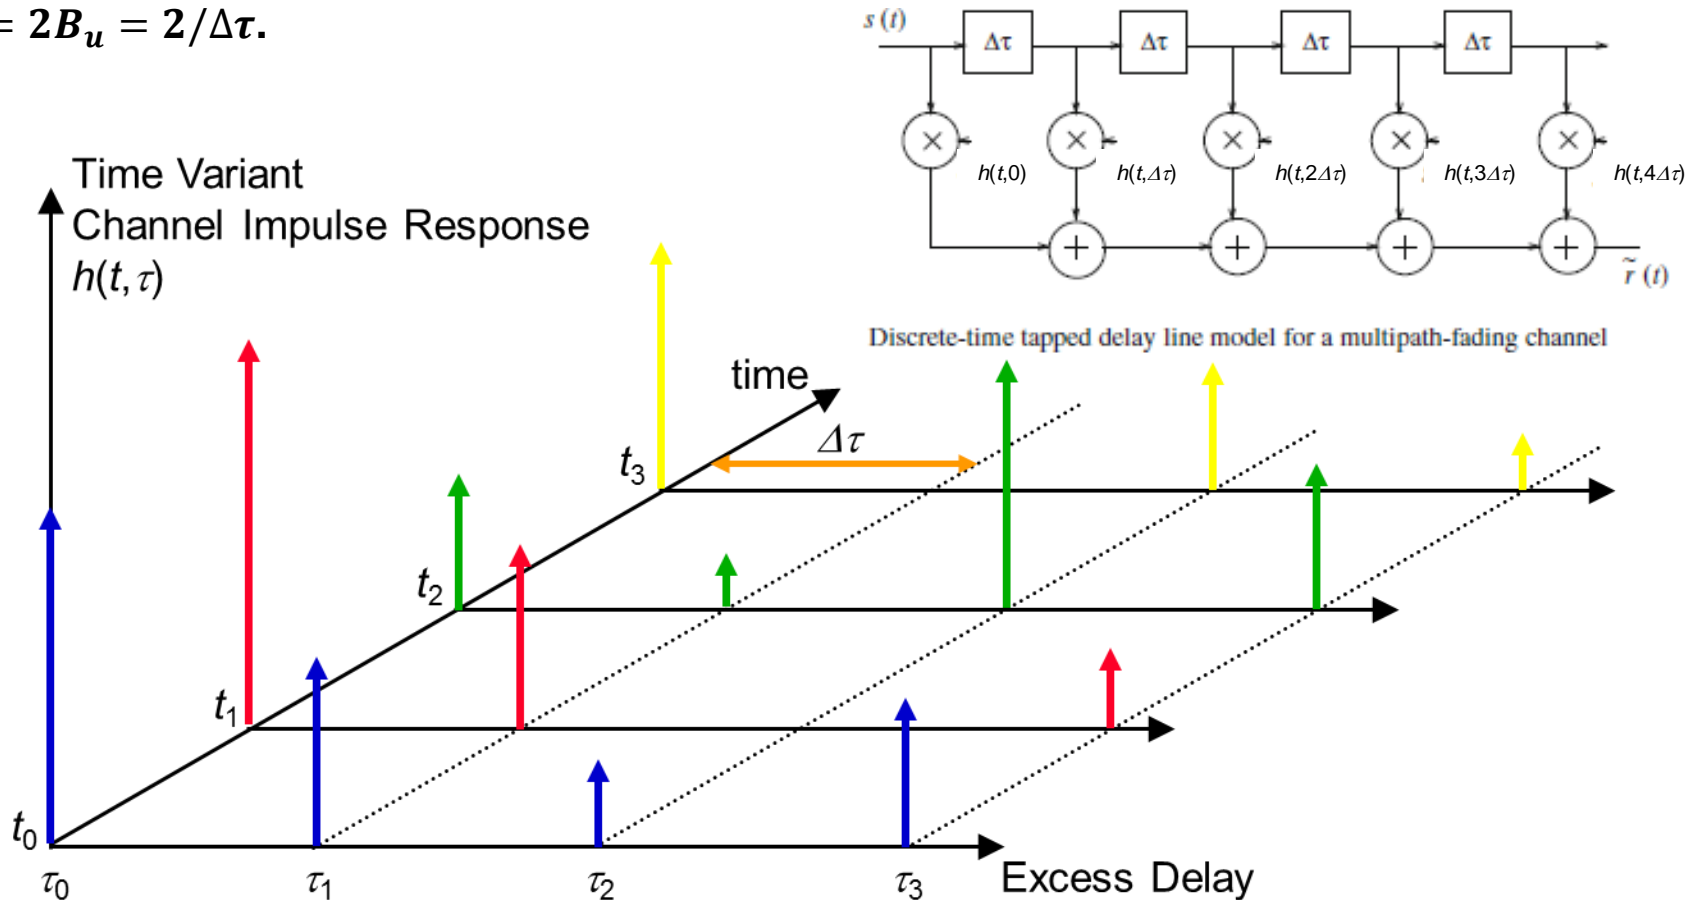 = 2Bᵤ = 2/Δτ.
s (t)
Δτ Δτ Δτ Δτ
× × × × ×
h(t,0) h(t,Δτ) h(t,2Δτ) h(t,3Δτ) h(t,4Δτ)
+ + + +
r̃ (t)
Discrete-time tapped delay line model for a multipath-fading channel
Time Variant
Channel Impulse Response
h(t,τ)
time
Δτ
t₃
t₂
t₁
t₀
τ₀ τ₁ τ₂ τ₃ Excess Delay